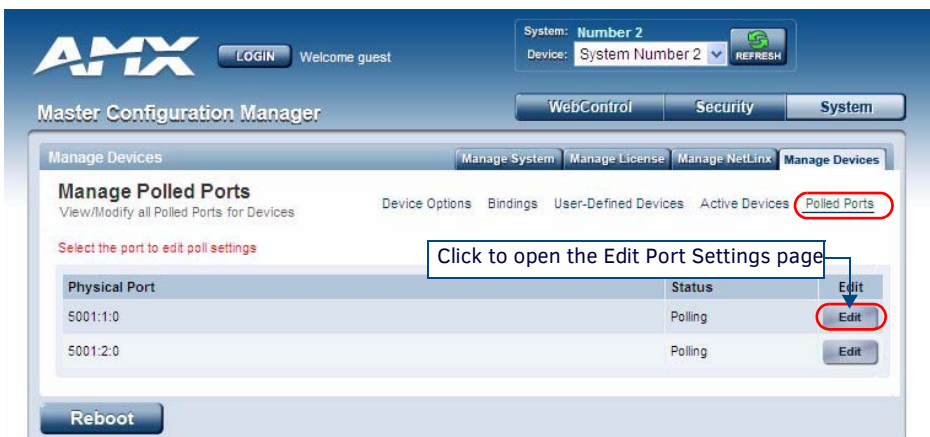 AMX
LOGIN Welcome guest
System: Number 2
Device: System Number 2
REFRESH
Master Configuration Manager
WebControl Security System
Manage Devices
Manage System Manage License Manage NetLinx Manage Devices
Manage Polled Ports
View/Modify all Polled Ports for Devices
Device Options Bindings User-Defined Devices Active Devices Polled Ports
Select the port to edit poll settings
Click to open the Edit Port Settings page
Physical Port Status Edit
5001:1:0 Polling Edit
5001:2:0 Polling Edit
Reboot